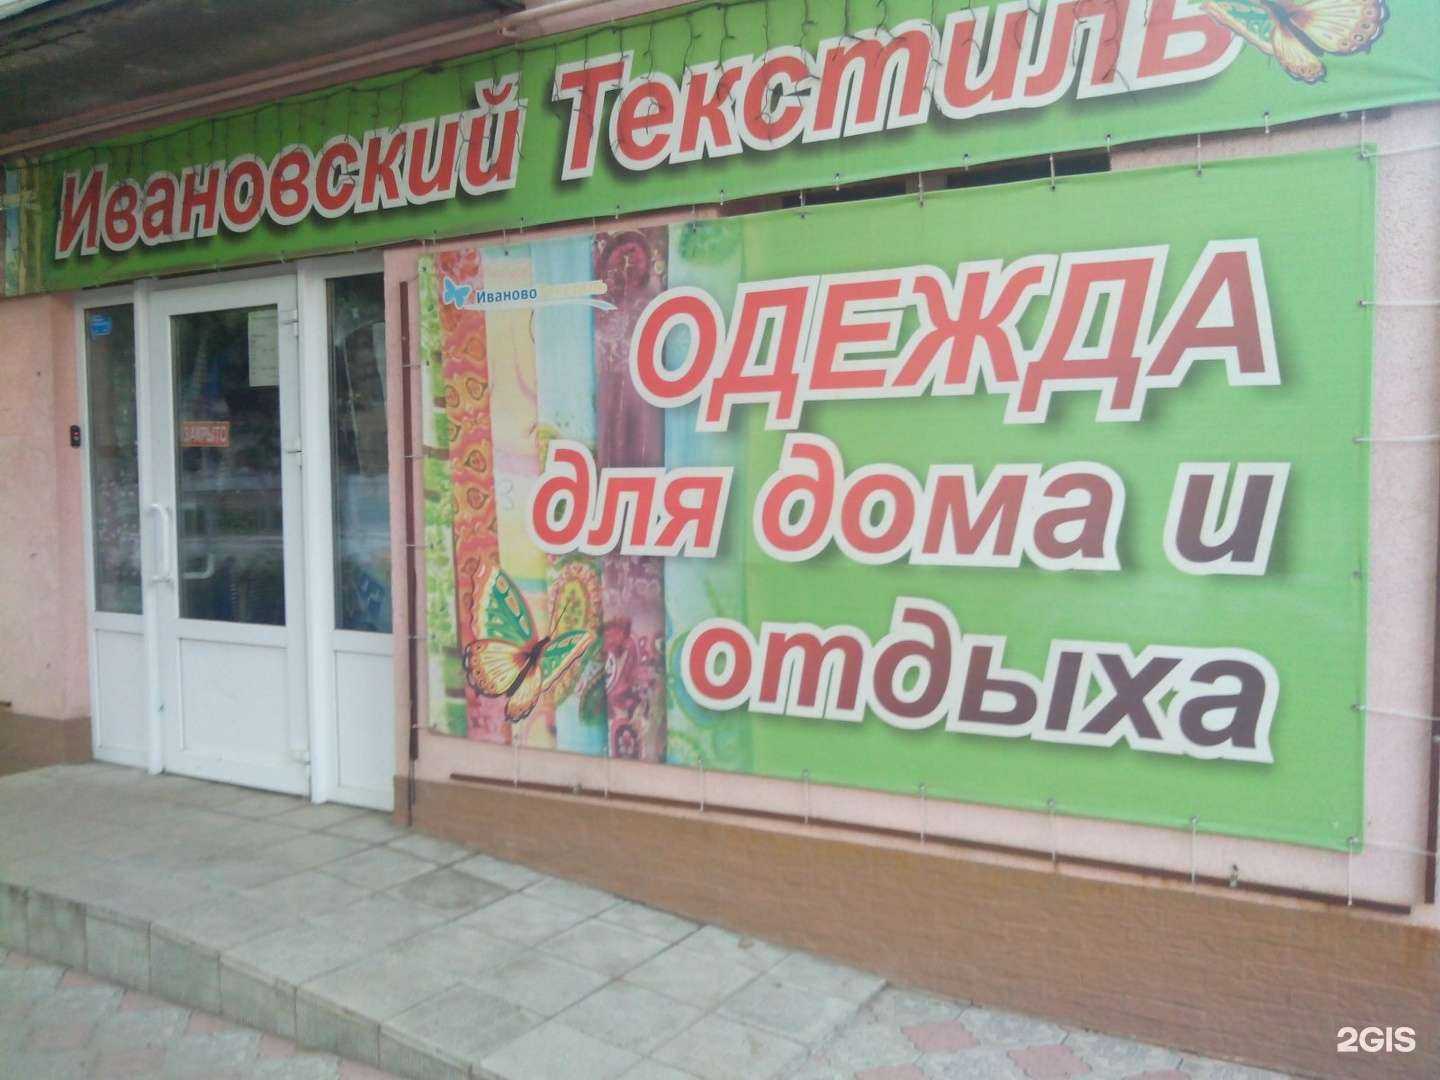 Ивановский Текстиль
Иваново
ОДЕЖДА
для дома и
отдыха
ЗАКРЫТО
2GIS